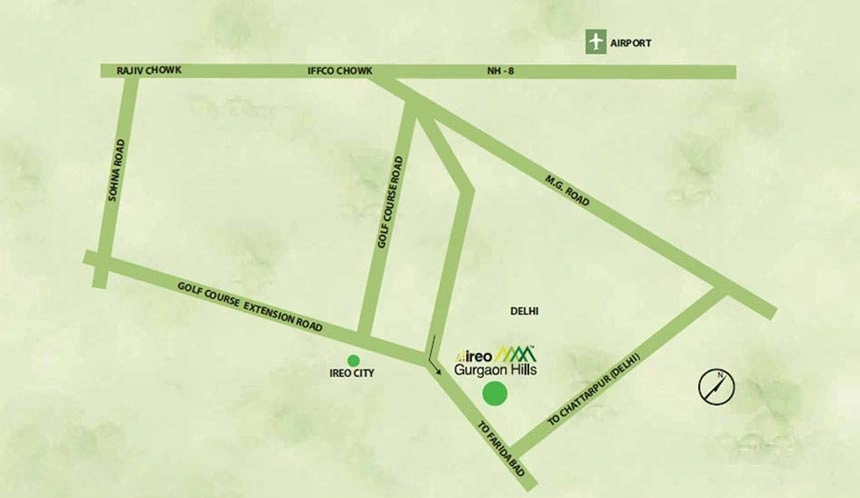 AIRPORT
RAJIV CHOWK
IFFCO CHOWK
NH - 8
SOHNA ROAD
GOLF COURSE ROAD
M.G. ROAD
GOLF COURSE EXTENSION ROAD
DELHI
IREO CITY
ireo
Gurgaon Hills
TO CHATTARPUR (DELHI)
TO FARIDABAD
N